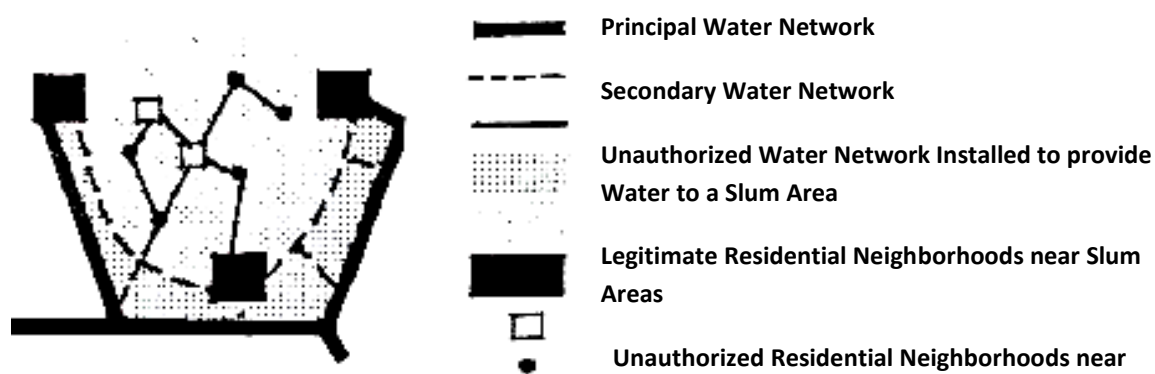 Principal Water Network
Secondary Water Network
Unauthorized Water Network Installed to provide
Water to a Slum Area
Legitimate Residential Neighborhoods near Slum
Areas
Unauthorized Residential Neighborhoods near